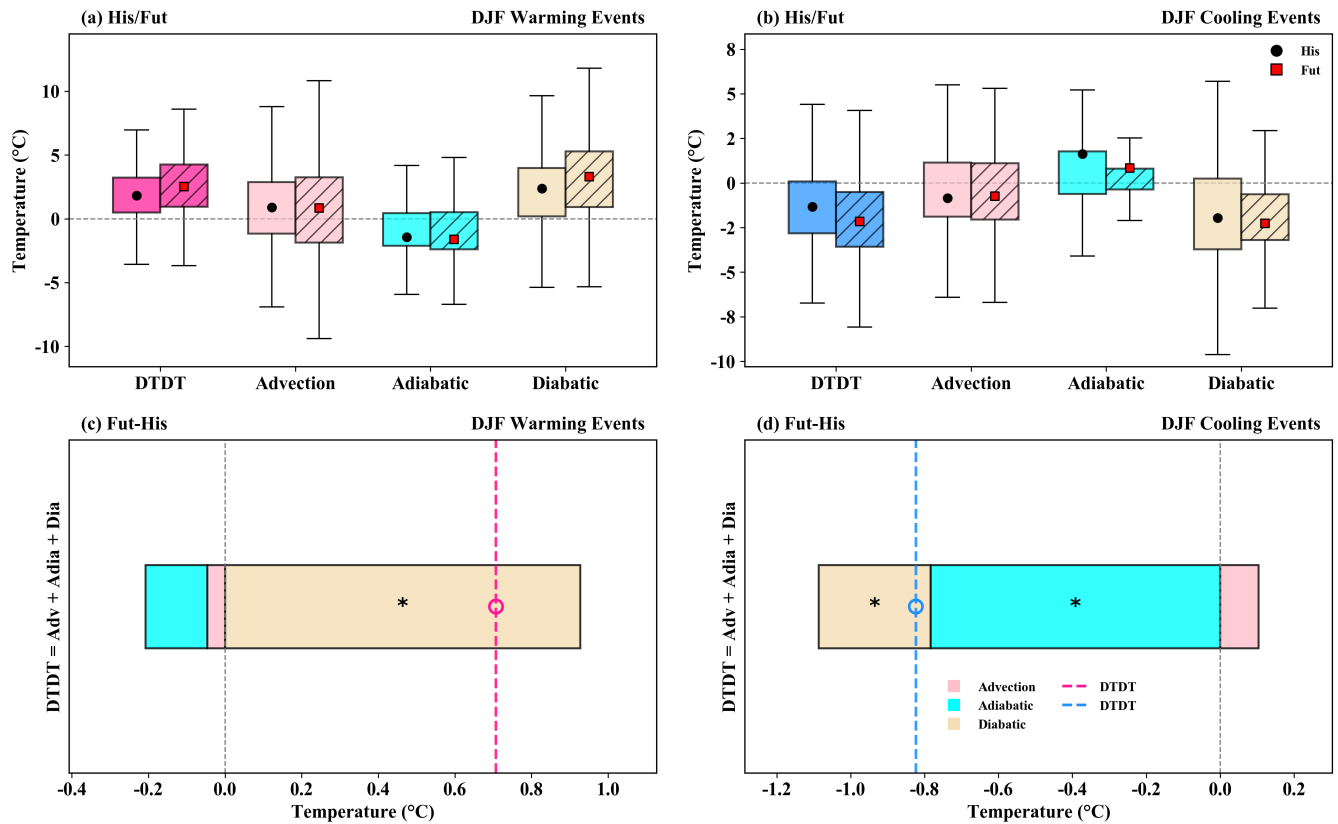 (a) His/Fut DJF Warming Events
Temperature (°C)
10
5
0
-5
-10
DTDT Advection Adiabatic Diabatic
(b) His/Fut DJF Cooling Events
Temperature (°C)
8
5
2
0
-2
-5
-8
-10
His
Fut
DTDT Advection Adiabatic Diabatic
(c) Fut-His DJF Warming Events
DTDT = Adv + Adia + Dia
*
-0.4 -0.2 0.0 0.2 0.4 0.6 0.8 1.0
Temperature (°C)
(d) Fut-His DJF Cooling Events
DTDT = Adv + Adia + Dia
* *
Advection DTDT
Adiabatic DTDT
Diabatic
-1.2 -1.0 -0.8 -0.6 -0.4 -0.2 0.0 0.2
Temperature (°C)